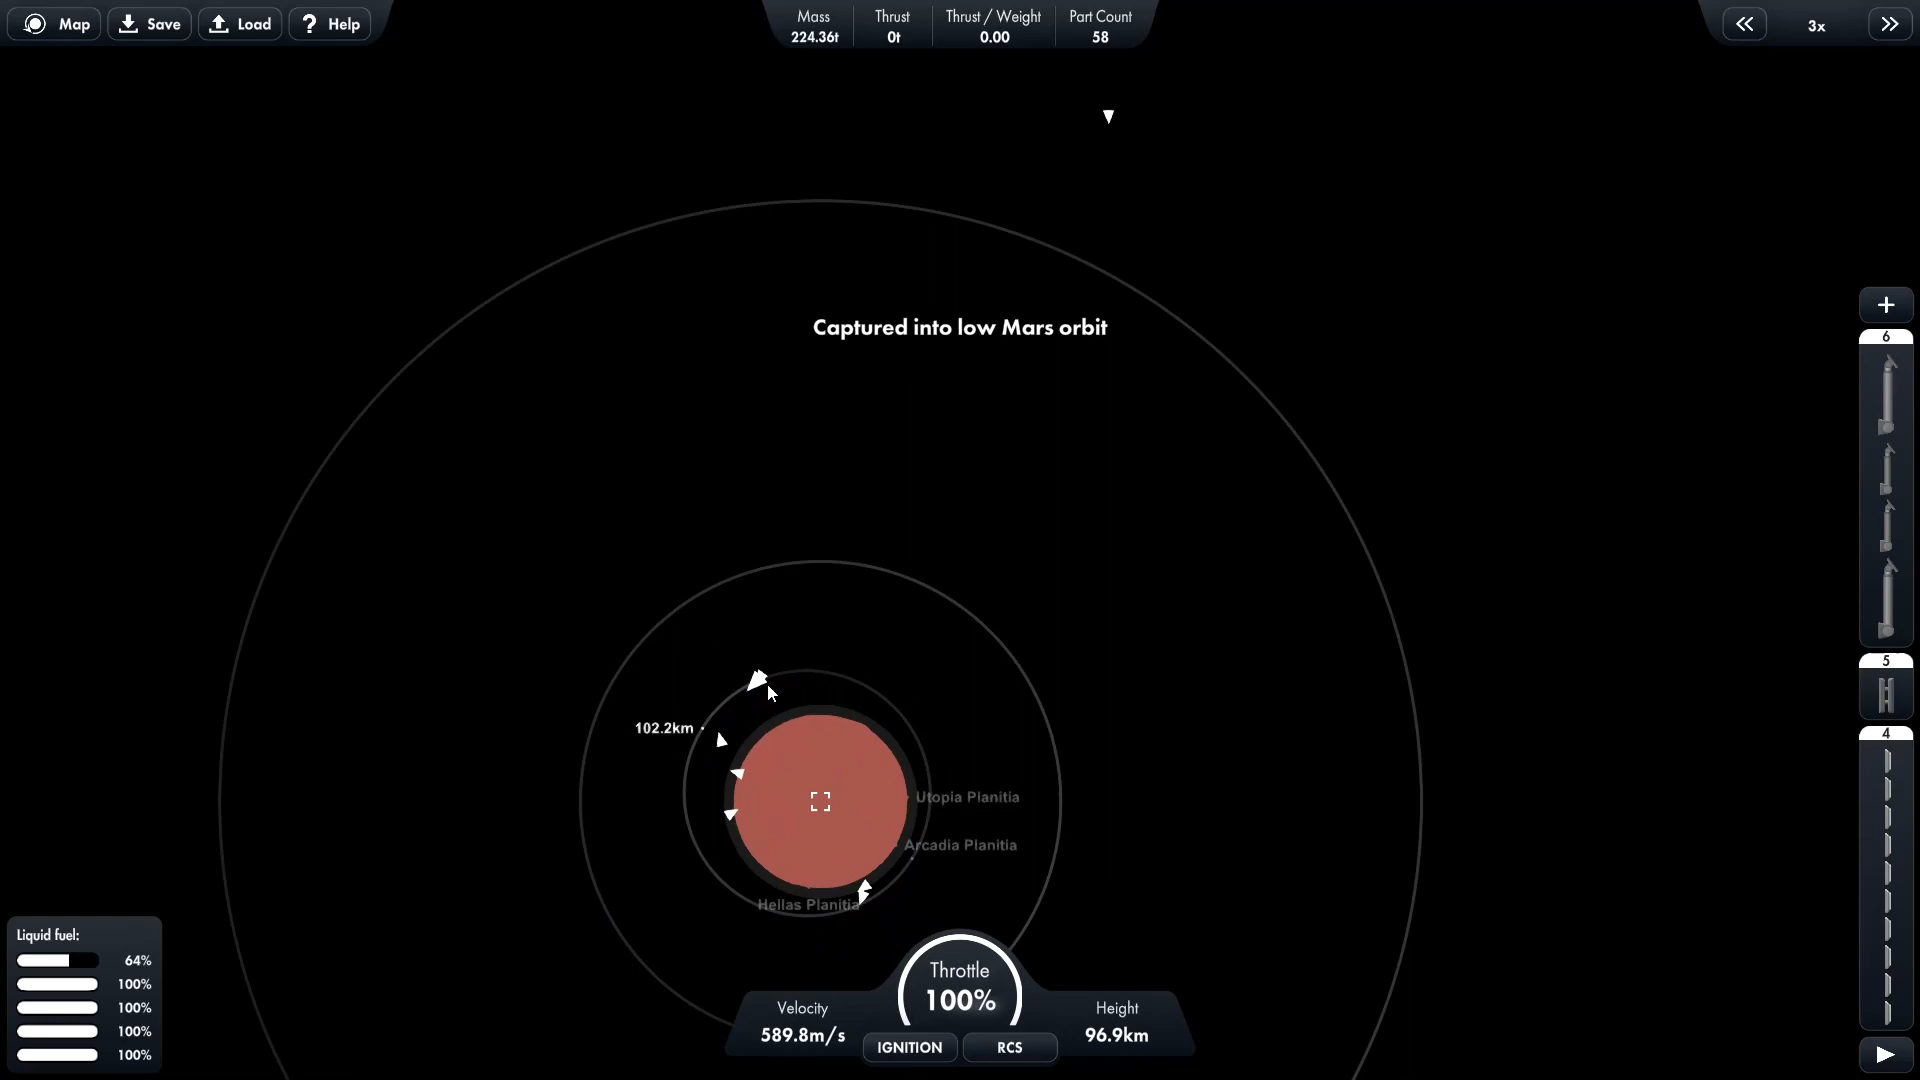 Map
Save
Load
? Help
Mass
224.36t
Thrust
0t
Thrust / Weight
0.00
Part Count
58
3x
Captured into low Mars orbit
6
5
4
102.2km
Utopia Planitia
Arcadia Planitia
Hellas Planitia
Liquid fuel:
64%
100%
100%
100%
100%
Throttle
100%
Velocity
589.8m/s
Height
96.9km
IGNITION
RCS